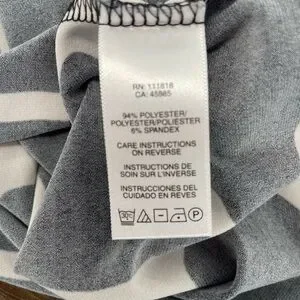 RN: 111818
CA: 45985
94% POLYESTER/
POLYESTER/POLIESTER
6% SPANDEX
CARE INSTRUCTIONS
ON REVERSE
INSTRUCTIONS DE
SOIN SUR L'INVERSE
INSTRUCCIONES DEL
CUIDADO EN REVES
P